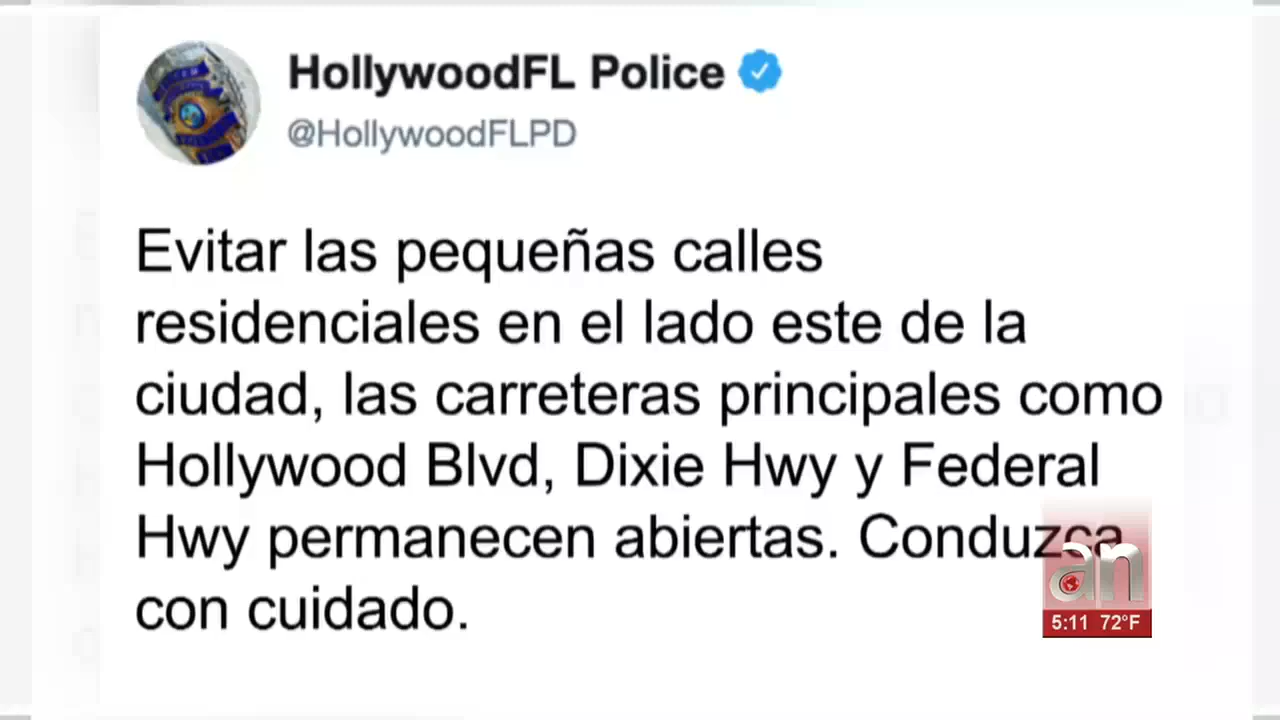 HollywoodFL Police
@HollywoodFLPD
Evitar las pequeñas calles
residenciales en el lado este de la
ciudad, las carreteras principales como
Hollywood Blvd, Dixie Hwy y Federal
Hwy permanecen abiertas. Conduzca
con cuidado.
an
5:11 72°F